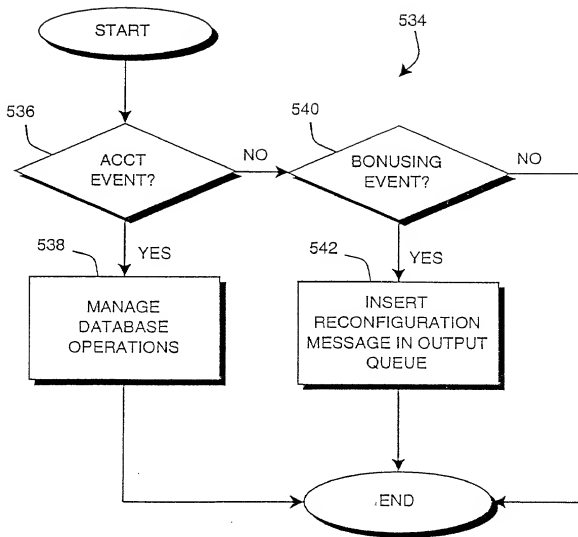 START
534
536
540
ACCT
EVENT?
NO
BONUSING
EVENT?
NO
YES
YES
538
542
MANAGE
DATABASE
OPERATIONS
INSERT
RECONFIGURATION
MESSAGE IN OUTPUT
QUEUE
END